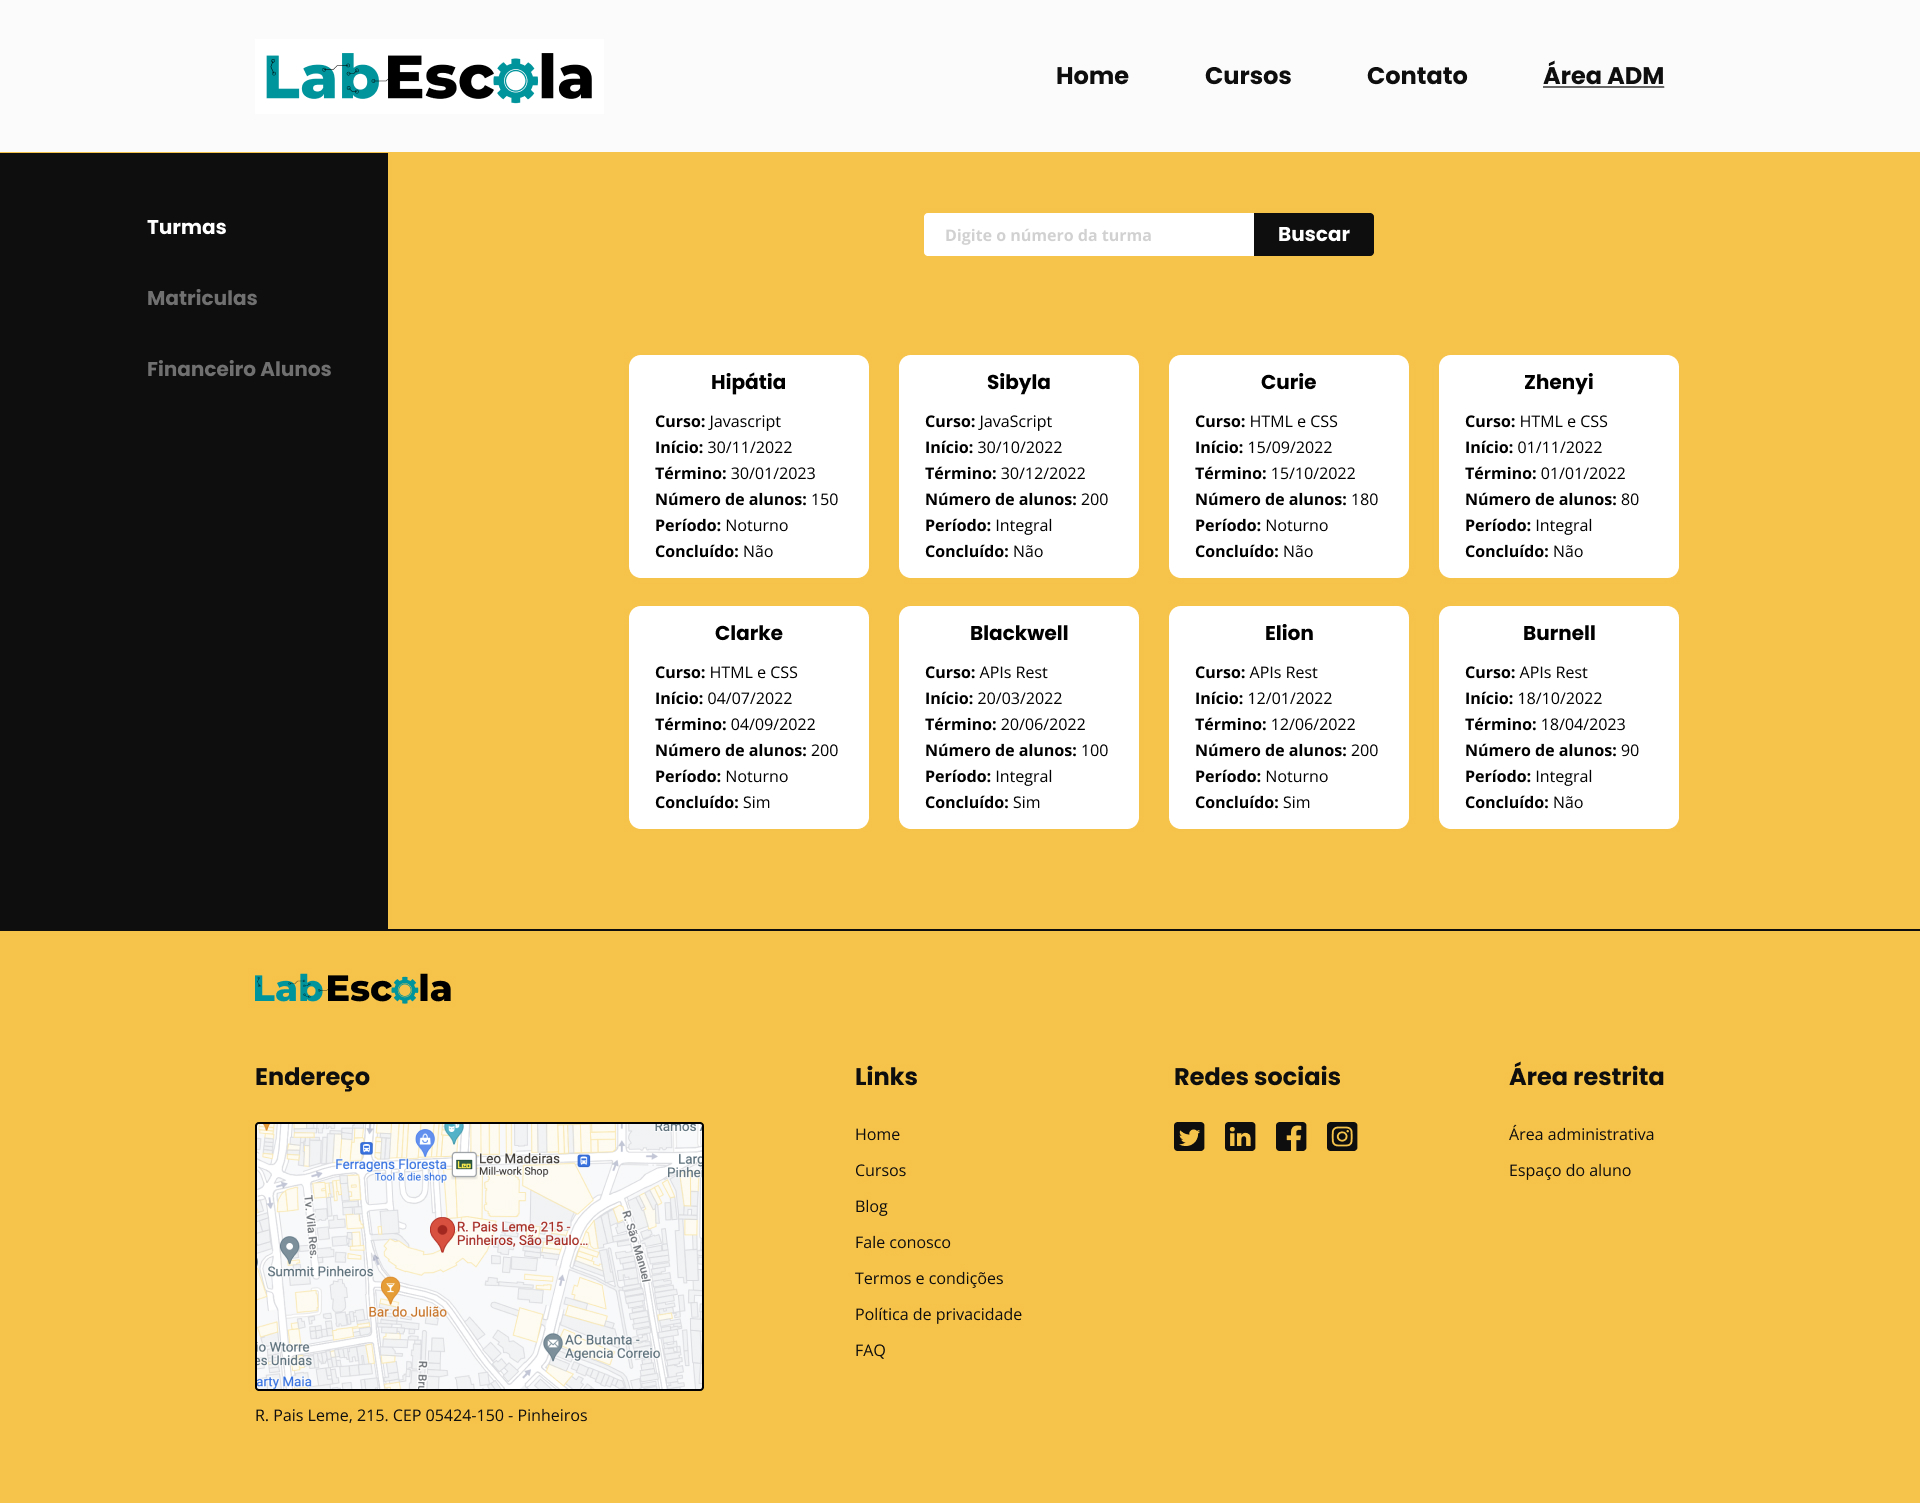 LabEscola
Home
Cursos
Contato
Área ADM
Turmas
Matriculas
Financeiro Alunos
Digite o número da turma
Buscar
Hipátia
Curso: Javascript
Início: 30/11/2022
Término: 30/01/2023
Número de alunos: 150
Período: Noturno
Concluído: Não
Sibyla
Curso: JavaScript
Início: 30/10/2022
Término: 30/12/2022
Número de alunos: 200
Período: Integral
Concluído: Não
Curie
Curso: HTML e CSS
Início: 15/09/2022
Término: 15/10/2022
Número de alunos: 180
Período: Noturno
Concluído: Não
Zhenyi
Curso: HTML e CSS
Início: 01/11/2022
Término: 01/01/2022
Número de alunos: 80
Período: Integral
Concluído: Não
Clarke
Curso: HTML e CSS
Início: 04/07/2022
Término: 04/09/2022
Número de alunos: 200
Período: Noturno
Concluído: Sim
Blackwell
Curso: APIs Rest
Início: 20/03/2022
Término: 20/06/2022
Número de alunos: 100
Período: Integral
Concluído: Sim
Elion
Curso: APIs Rest
Início: 12/01/2022
Término: 12/06/2022
Número de alunos: 200
Período: Noturno
Concluído: Sim
Burnell
Curso: APIs Rest
Início: 18/10/2022
Término: 18/04/2023
Número de alunos: 90
Período: Integral
Concluído: Não
LabEscola
Endereço
Ramos
Ferragens Floresta
Tool & die shop
Leo
Leo Madeiras
Mill-work Shop
Larg
Pinhe
Tv. Vila Res.
R. Pais Leme, 215 -
Pinheiros, São Paulo...
R. São Manuel
Summit Pinheiros
Bar do Julião
AC Butanta -
Agencia Correio
io Wtorre
es Unidas
arty Maia
R. Bru
R. Pais Leme, 215. CEP 05424-150 - Pinheiros
Links
Home
Cursos
Blog
Fale conosco
Termos e condições
Política de privacidade
FAQ
Redes sociais
in
Área restrita
Área administrativa
Espaço do aluno